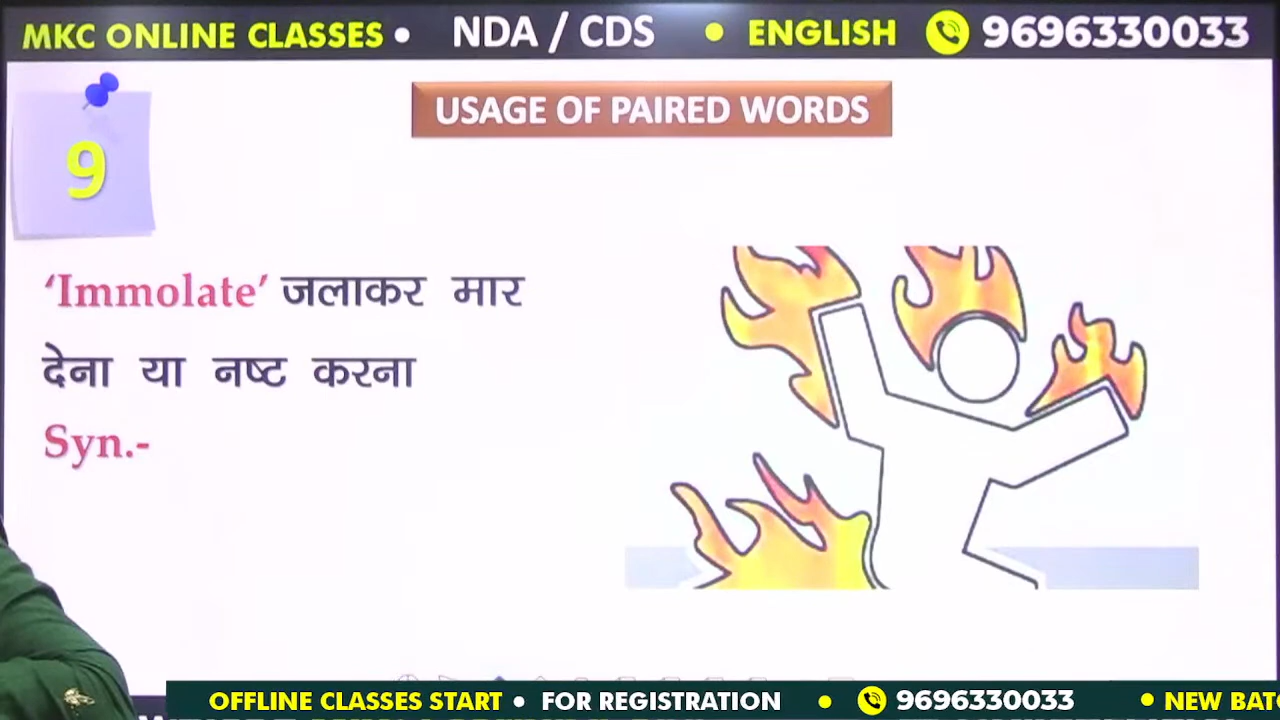 MKC ONLINE CLASSES • NDA / CDS • ENGLISH 9696330033
USAGE OF PAIRED WORDS
9
‘Immolate’ जलाकर मार
देना या नष्ट करना
Syn.-
OFFLINE CLASSES START • FOR REGISTRATION • 9696330033 • NEW